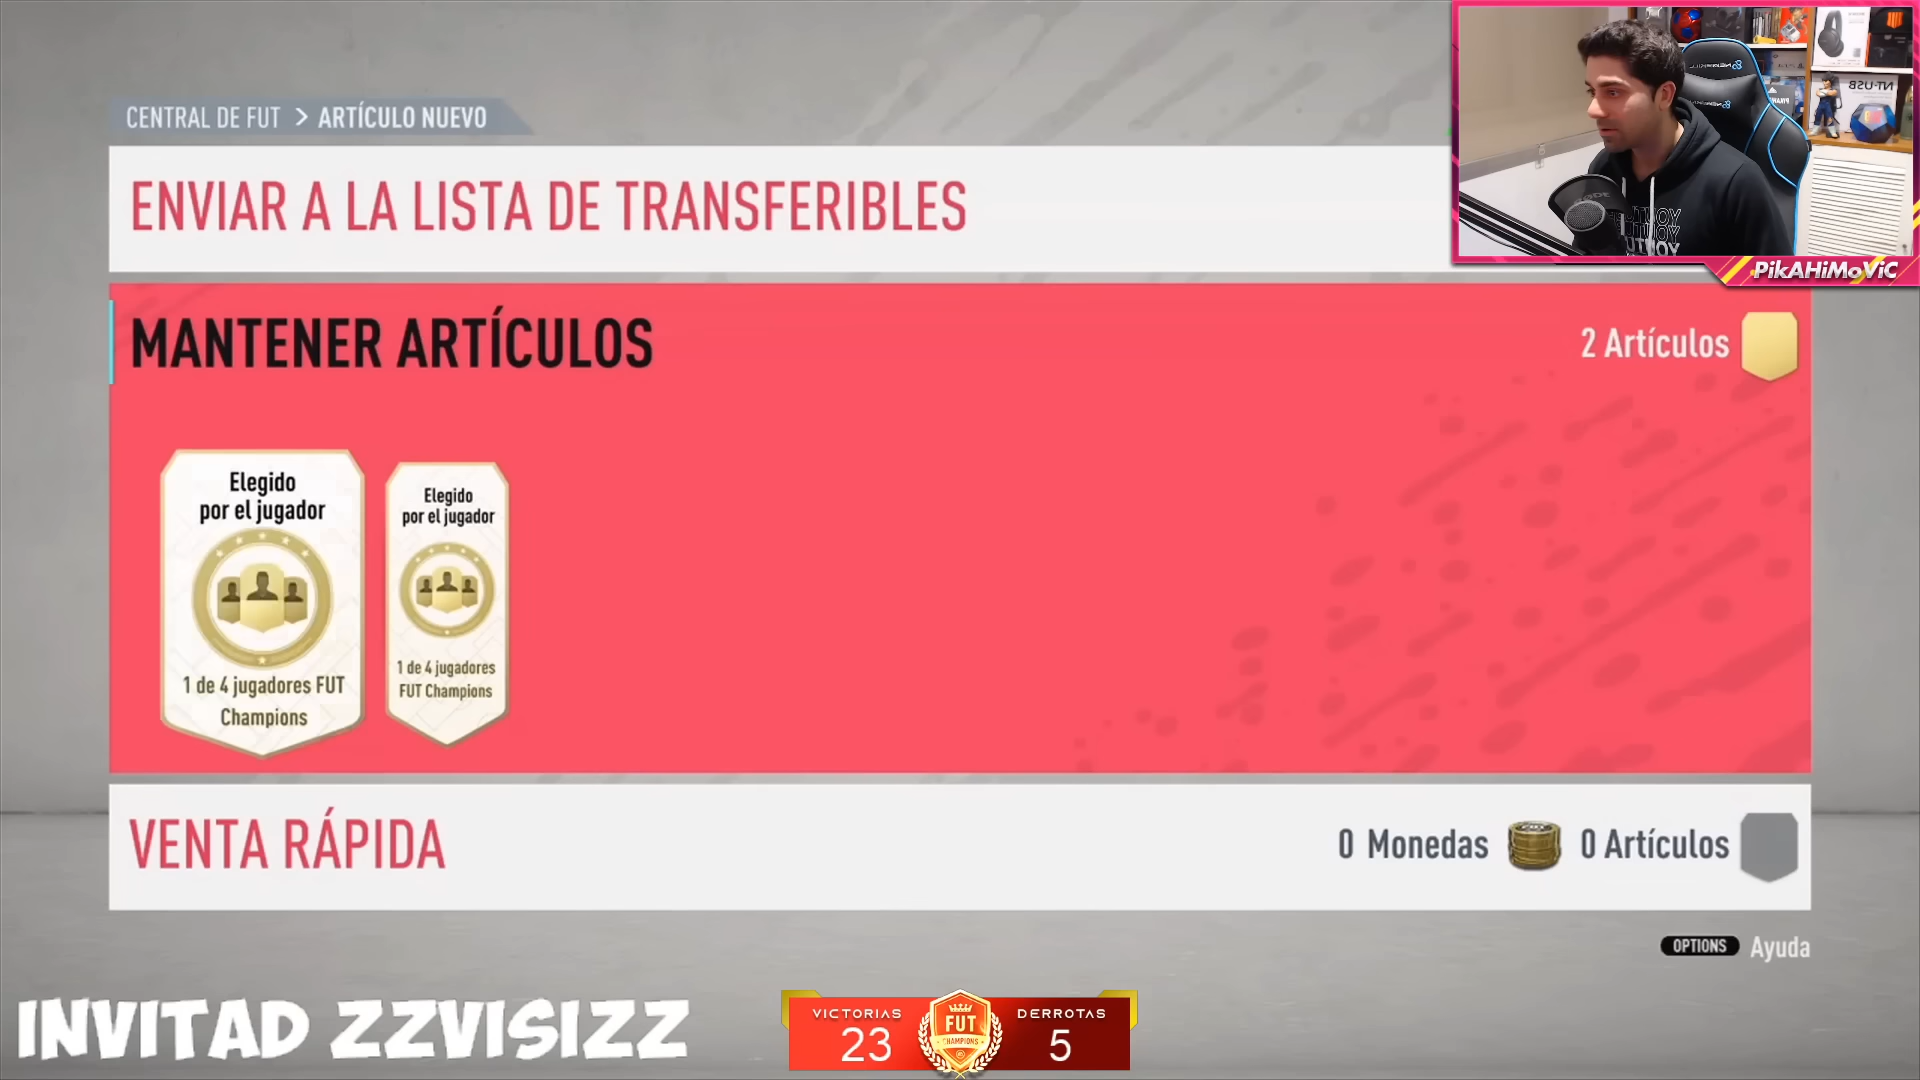 CENTRAL DE FUT > ARTÍCULO NUEVO
ENVIAR A LA LISTA DE TRANSFERIBLES
NT-USB
PikAHiMoViC
MANTENER ARTÍCULOS
2 Artículos
Elegido
por el jugador
1 de 4 jugadores FUT
Champions
Elegido
por el jugador
1 de 4 jugadores
FUT Champions
VENTA RÁPIDA
0 Monedas
0 Artículos
OPTIONS Ayuda
INVITAD ZZVISIZZ
VICTORIAS
23
FUT
CHAMPIONS
DERROTAS
5